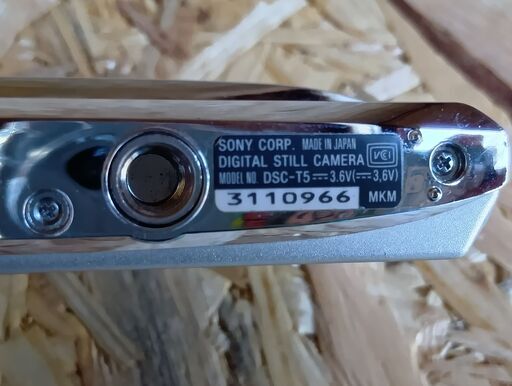 SONY CORP. MADE IN JAPAN
DIGITAL STILL CAMERA
MODEL NO. DSC-T5 ⎓ 3.6V(⎓3,6V)
3110966 MKM